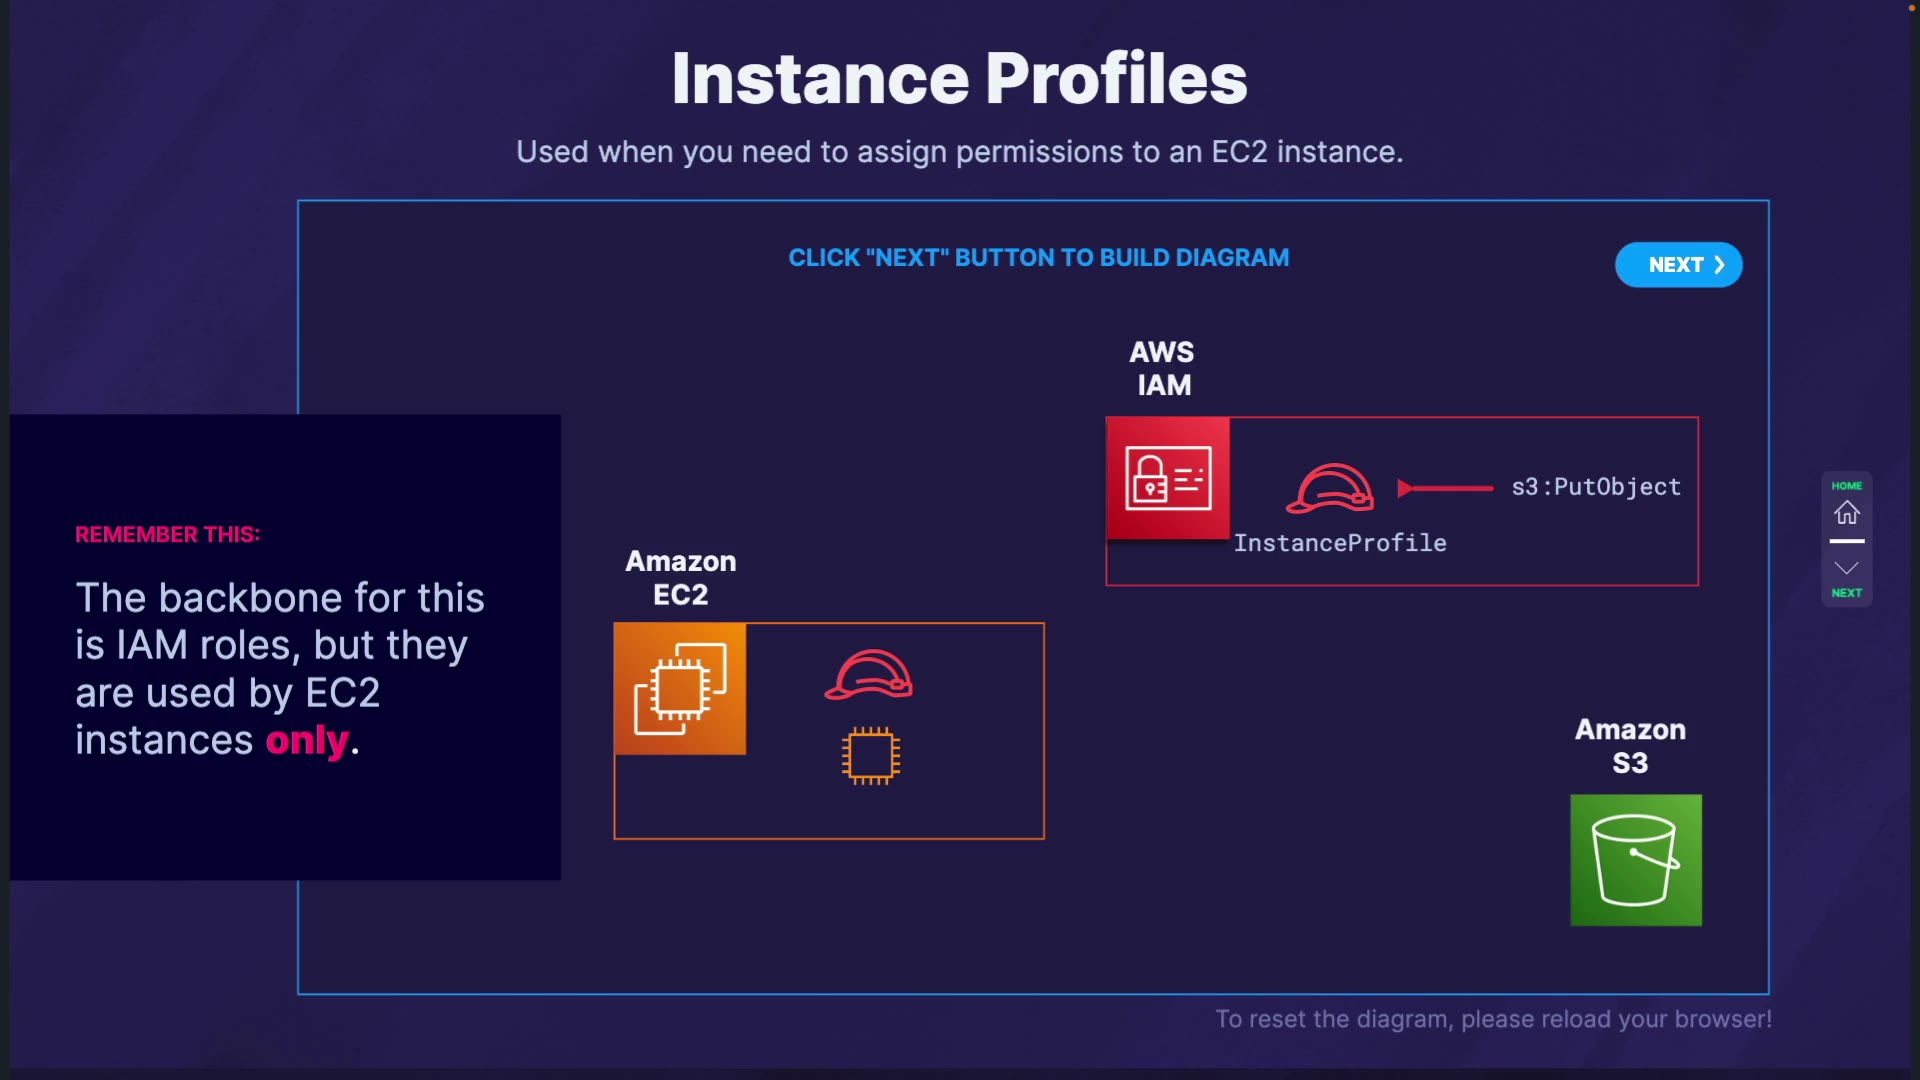 Instance Profiles
Used when you need to assign permissions to an EC2 instance.
CLICK "NEXT" BUTTON TO BUILD DIAGRAM
NEXT
AWS
IAM
s3:PutObject
InstanceProfile
REMEMBER THIS:
The backbone for this
is IAM roles, but they
are used by EC2
instances only.
Amazon
EC2
Amazon
S3
HOME
NEXT
To reset the diagram, please reload your browser!